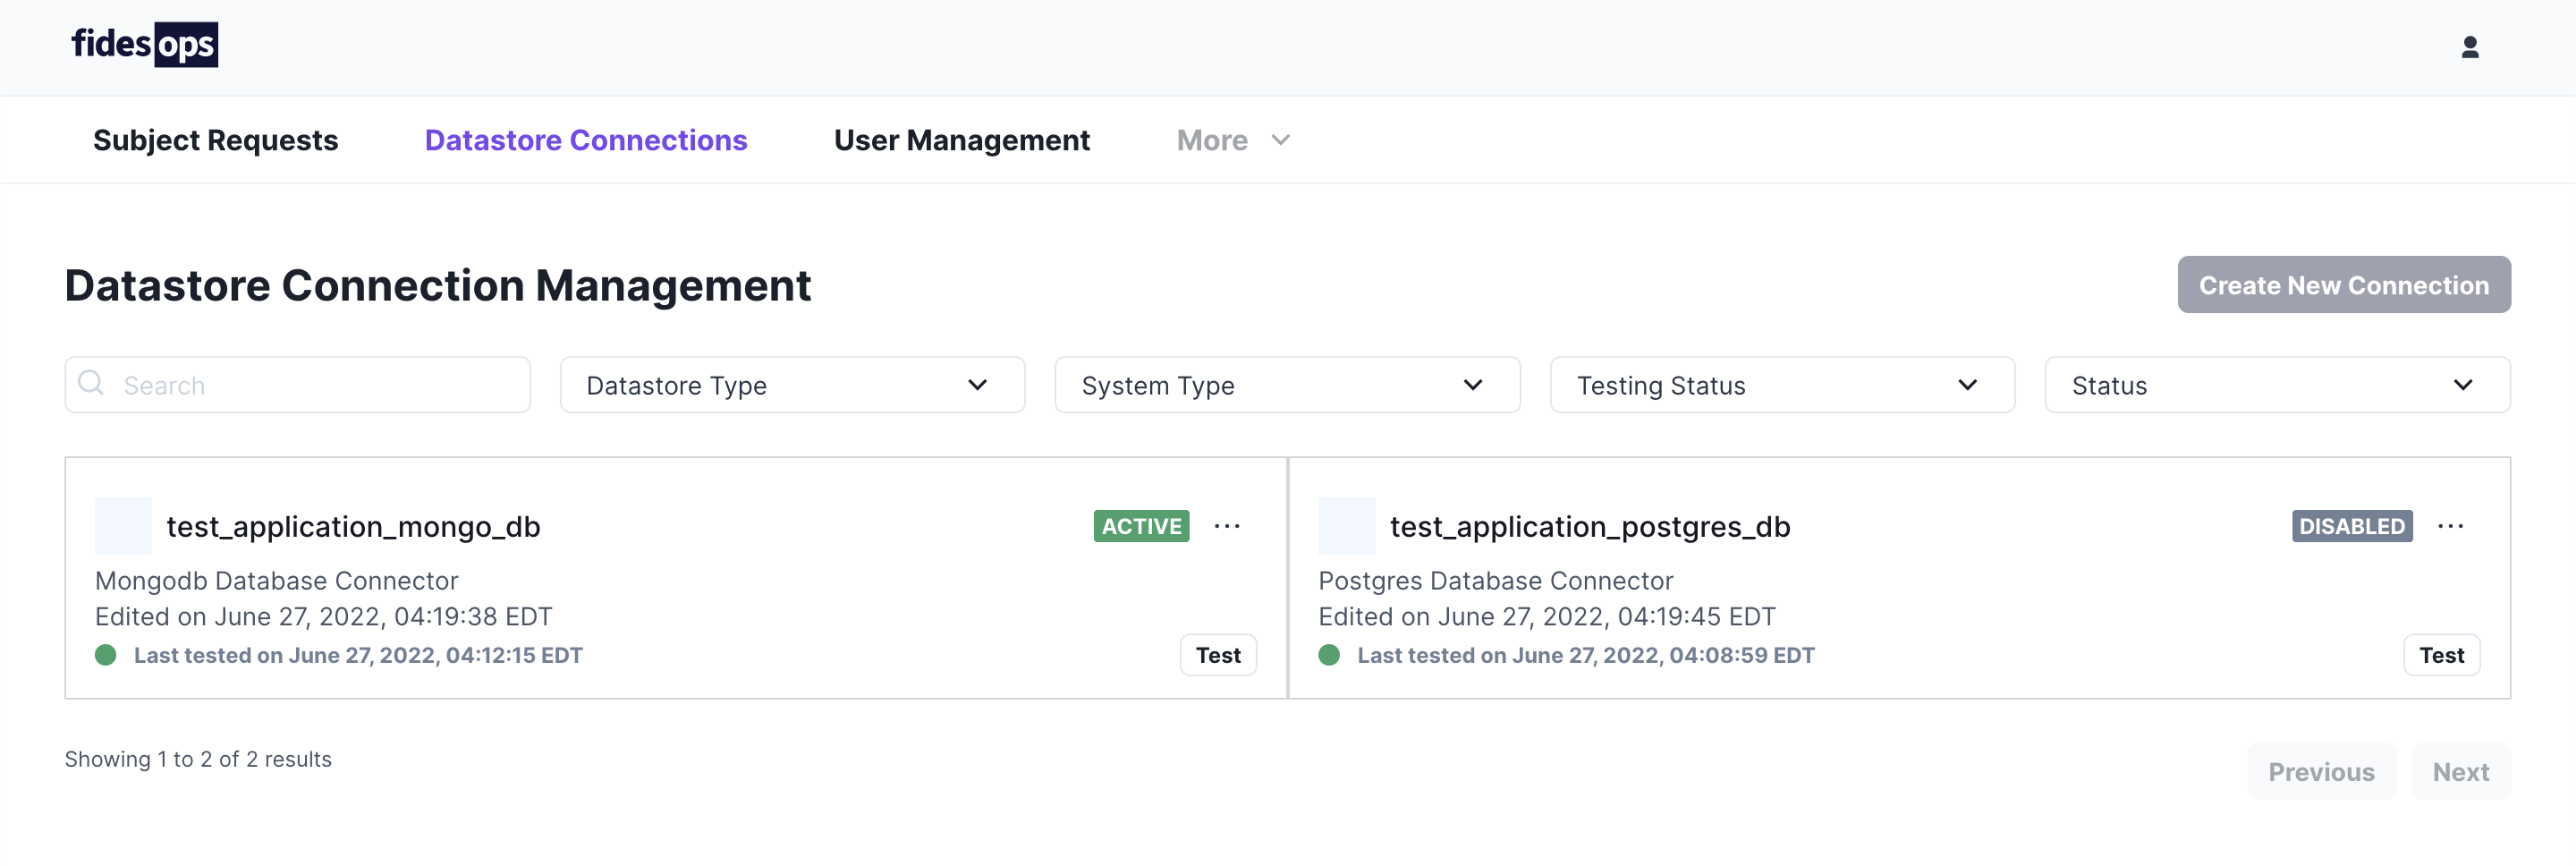 fidesops
Subject Requests Datastore Connections User Management More
Datastore Connection Management Create New Connection
Search Datastore Type System Type Testing Status Status
test_application_mongo_db ACTIVE ...
Mongodb Database Connector
Edited on June 27, 2022, 04:19:38 EDT
Last tested on June 27, 2022, 04:12:15 EDT Test
test_application_postgres_db DISABLED ...
Postgres Database Connector
Edited on June 27, 2022, 04:19:45 EDT
Last tested on June 27, 2022, 04:08:59 EDT Test
Showing 1 to 2 of 2 results
Previous Next